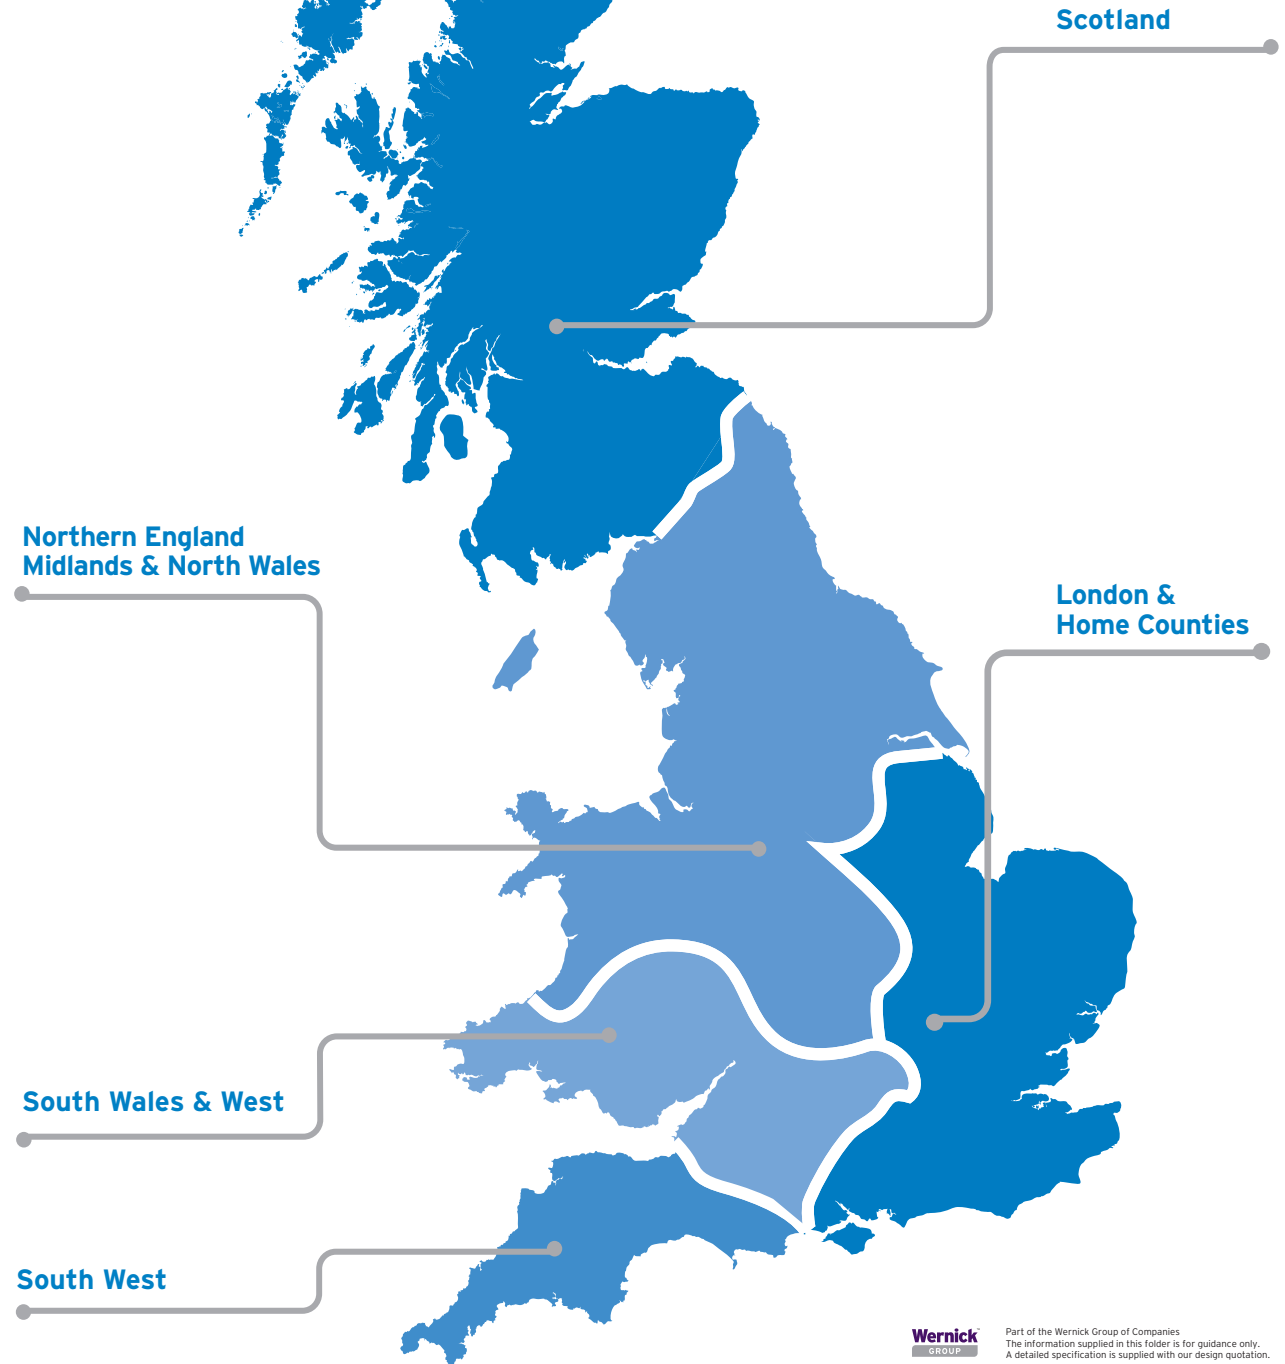 Scotland
Northern England
Midlands & North Wales
London &
Home Counties
South Wales & West
South West
Wernick
GROUP
Part of the Wernick Group of Companies
The information supplied in this folder is for guidance only.
A detailed specification is supplied with our design quotation.